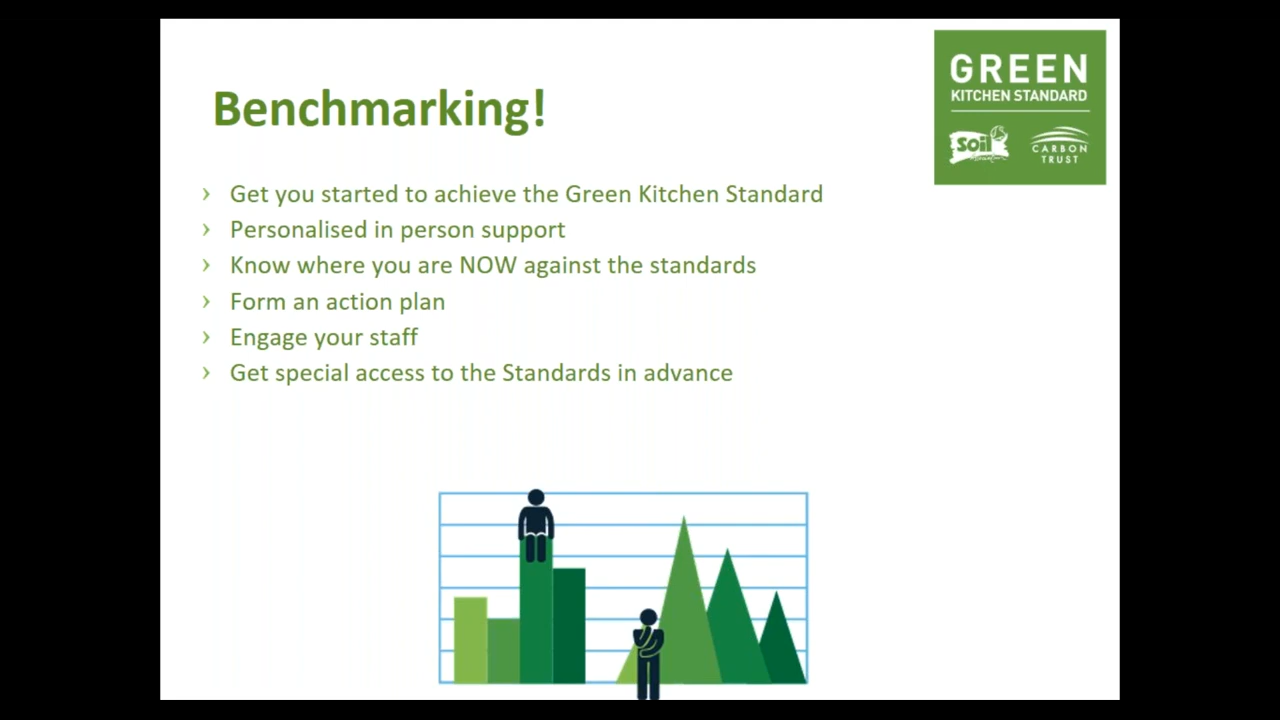 GREEN
KITCHEN STANDARD
Soil
CARBON
TRUST
Benchmarking!
› Get you started to achieve the Green Kitchen Standard
› Personalised in person support
› Know where you are NOW against the standards
› Form an action plan
› Engage your staff
› Get special access to the Standards in advance